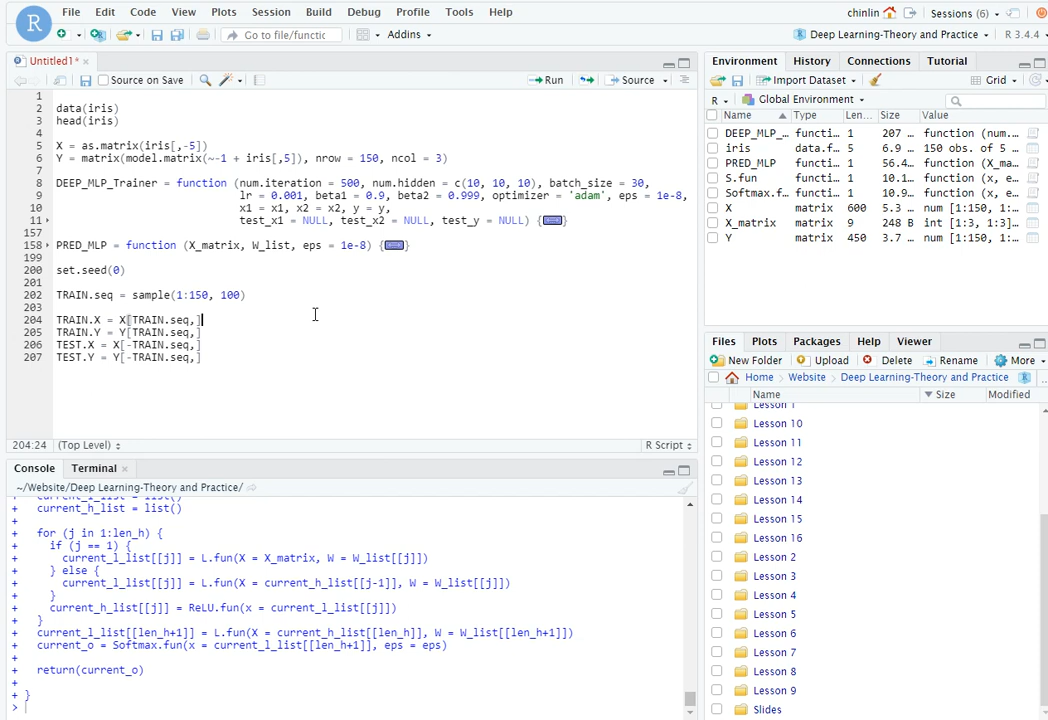 File Edit Code View Plots Session Build Debug Profile Tools Help
chinlin Sessions (6)
Go to file/functic Addins
Deep Learning-Theory and Practice R 3.4.4
Untitled1* ×
Source on Save Run Source
1
2 data(iris)
3 head(iris)
4
5 X = as.matrix(iris[,-5])
6 Y = matrix(model.matrix(~-1 + iris[,5]), nrow = 150, ncol = 3)
7
8 DEEP_MLP_Trainer = function (num.iteration = 500, num.hidden = c(10, 10, 10), batch_size = 30,
9 lr = 0.001, beta1 = 0.9, beta2 = 0.999, optimizer = 'adam', eps = 1e-8,
10 x1 = x1, x2 = x2, y = y,
11 test_x1 = NULL, test_x2 = NULL, test_y = NULL) {}
157
158 PRED_MLP = function (X_matrix, W_list, eps = 1e-8) {}
199
200 set.seed(0)
201
202 TRAIN.seq = sample(1:150, 100)
203
204 TRAIN.X = X[TRAIN.seq,]
205 TRAIN.Y = Y[TRAIN.seq,]
206 TEST.X = X[-TRAIN.seq,]
207 TEST.Y = Y[-TRAIN.seq,]
204:24 (Top Level) R Script
Console Terminal ×
~/Website/Deep Learning-Theory and Practice/
+ current_l_list = list()
+ current_h_list = list()
+
+ for (j in 1:len_h) {
+ if (j == 1) {
+ current_l_list[[j]] = L.fun(X = X_matrix, W = W_list[[j]])
+ } else {
+ current_l_list[[j]] = L.fun(X = current_h_list[[j-1]], W = W_list[[j]])
+ }
+ current_h_list[[j]] = ReLU.fun(x = current_l_list[[j]])
+ }
+ current_l_list[[len_h+1]] = L.fun(X = current_h_list[[len_h]], W = W_list[[len_h+1]])
+ current_o = Softmax.fun(x = current_l_list[[len_h+1]], eps = eps)
+
+ return(current_o)
+
+ }
>
Environment History Connections Tutorial
Import Dataset Grid
R Global Environment
Name Type Len... Size Value
DEEP_MLP_… functi… 1 207 … function (num.…
iris data.f… 5 6.9 … 150 obs. of 5 …
PRED_MLP functi… 1 56.4… function (X_ma…
S.fun functi… 1 10.1… function (x, e…
Softmax.f… functi… 1 10.9… function (x, e…
X matrix 600 5.3 … num [1:150, 1:…
X_matrix matrix 9 248 B int [1:3, 1:3]…
Y matrix 450 3.7 … num [1:150, 1:…
Files Plots Packages Help Viewer
New Folder Upload Delete Rename More
Home Website Deep Learning-Theory and Practice
Name Size Modified
Lesson 1
Lesson 10
Lesson 11
Lesson 12
Lesson 13
Lesson 14
Lesson 15
Lesson 16
Lesson 2
Lesson 3
Lesson 4
Lesson 5
Lesson 6
Lesson 7
Lesson 8
Lesson 9
Slides